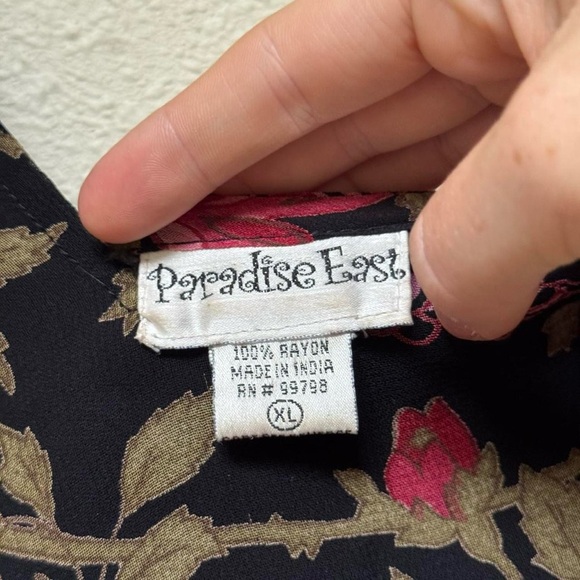 Paradise East
100% RAYON
MADE IN INDIA
RN # 99798
XL